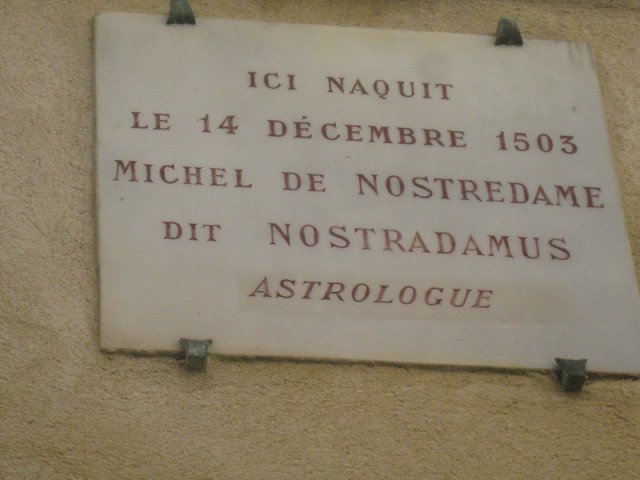 ICI NAQUIT
LE 14 DÉCEMBRE 1503
MICHEL DE NOSTREDAME
DIT NOSTRADAMUS
ASTROLOGUE